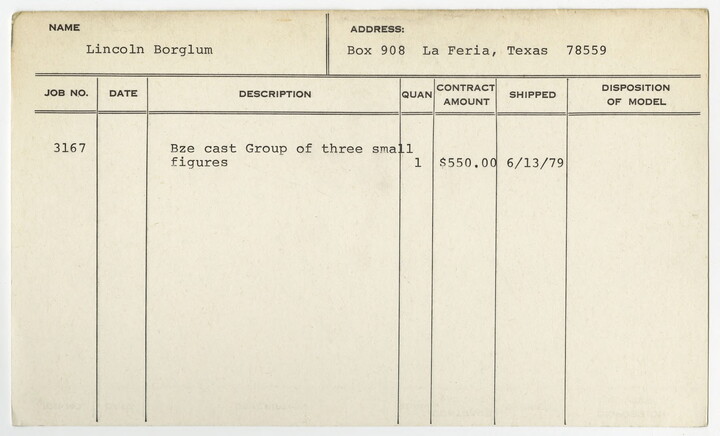 NAME
Lincoln Borglum
ADDRESS:
Box 908 La Feria, Texas 78559
JOB NO. DATE DESCRIPTION QUAN CONTRACT AMOUNT SHIPPED DISPOSITION OF MODEL
3167 Bze cast Group of three small
figures 1 $550.00 6/13/79